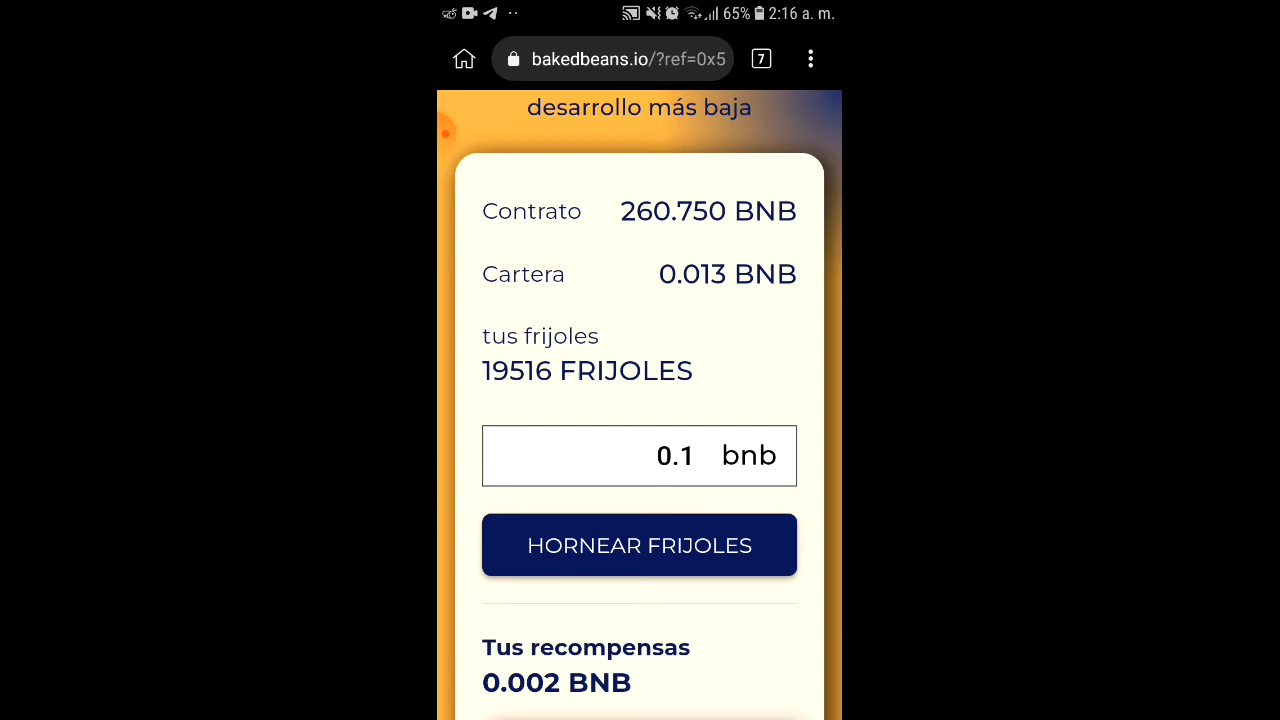 65% 2:16 a. m.
bakedbeans.io/?ref=0x5 7
desarrollo más baja
Contrato 260.750 BNB
Cartera 0.013 BNB
tus frijoles
19516 FRIJOLES
0.1 bnb
HORNEAR FRIJOLES
Tus recompensas
0.002 BNB